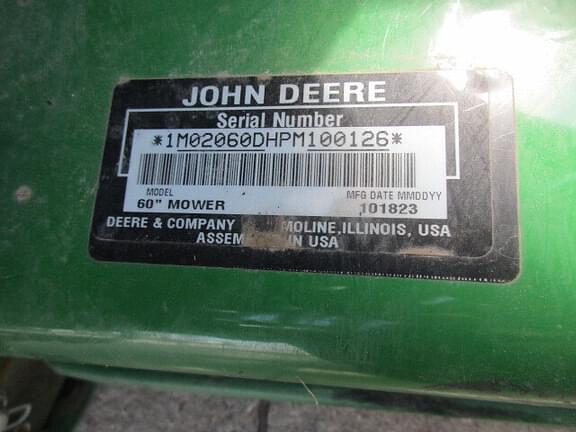 JOHN DEERE
Serial Number
*1M02060DHPM100126*
MODEL MFG DATE MMDDYY
60" MOWER 101823
DEERE & COMPANY MOLINE, ILLINOIS, USA
IN USA